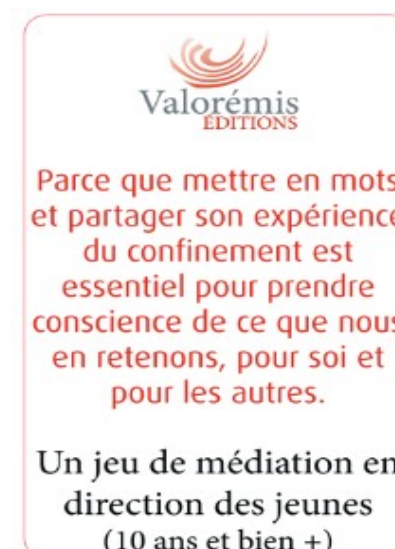 Valorémis
ÉDITIONS
Parce que mettre en mots
et partager son expérience
du confinement est
essentiel pour prendre
conscience de ce que nous
en retenons, pour soi et
pour les autres.
Un jeu de médiation en
direction des jeunes
(10 ans et bien +)